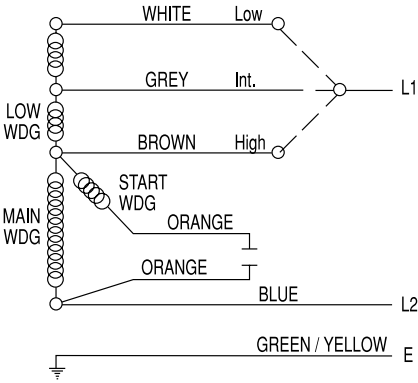 WHITE Low
GREY Int.
L1
LOW
WDG
BROWN High
START
WDG
MAIN
WDG
ORANGE
ORANGE
BLUE
L2
GREEN / YELLOW
E